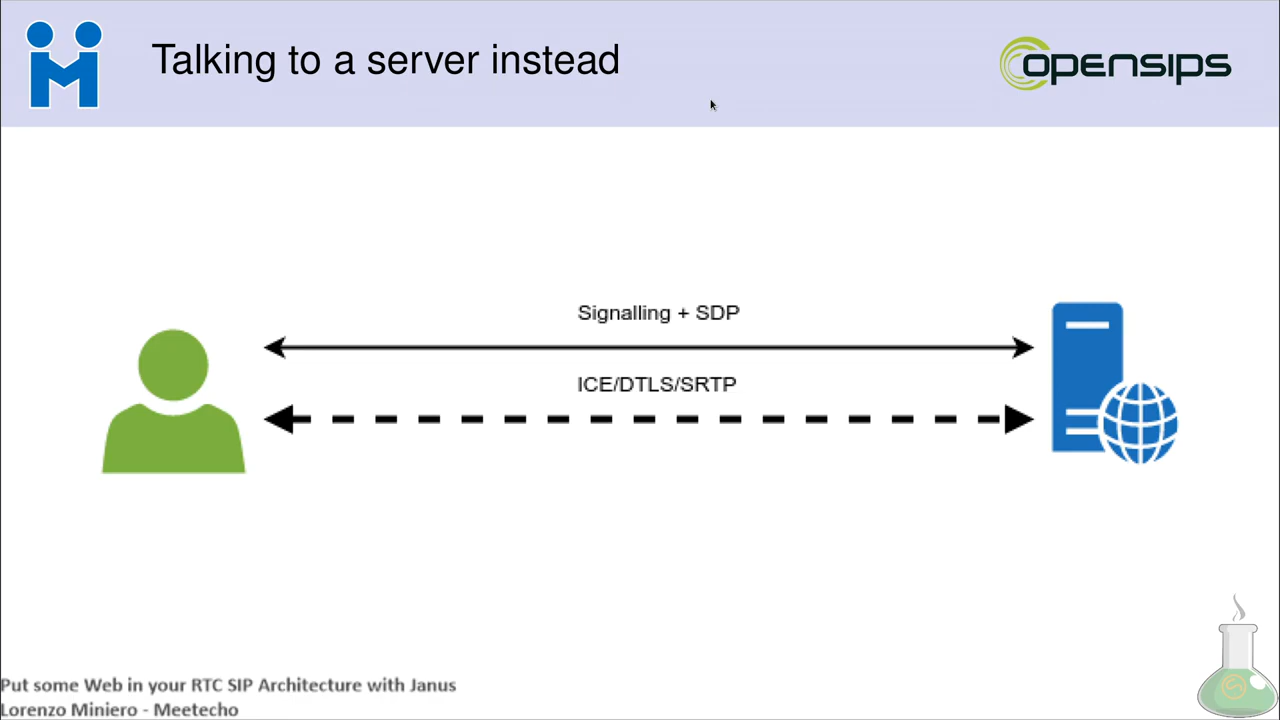 Talking to a server instead
OPENSIPS
Signalling + SDP
ICE/DTLS/SRTP
Put some Web in your RTC SIP Architecture with Janus
Lorenzo Miniero - Meetecho